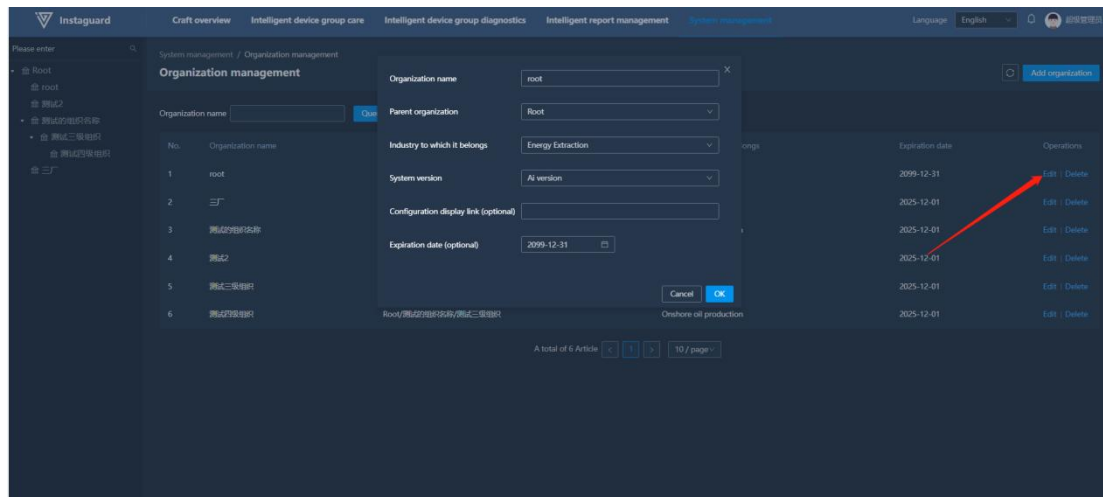 Instaguard
Craft overview
Intelligent device group care
Intelligent device group diagnostics
Intelligent report management
System management
Language
English
超级管理员
Please enter
Root
root
测试2
测试的组织名称
测试三级组织
测试四级组织
三厂
System management / Organization management
Organization management
Add organization
Organization name
Que
No.
Organization name
ongs
Expiration date
Operations
1
root
2099-12-31
Edit | Delete
2
三厂
2025-12-01
Edit | Delete
3
测试的组织名称
2025-12-01
Edit | Delete
4
测试2
2025-12-01
Edit | Delete
5
测试三级组织
2025-12-01
Edit | Delete
6
测试四级组织
Root/测试的组织名称/测试三级组织
Onshore oil production
2025-12-01
Edit | Delete
A total of 6 Article < 1 > 10 / page
X
Organization name
root
Parent organization
Root
Industry to which it belongs
Energy Extraction
System version
Ai version
Configuration display link (optional)
Expiration date (optional)
2099-12-31
Cancel
OK